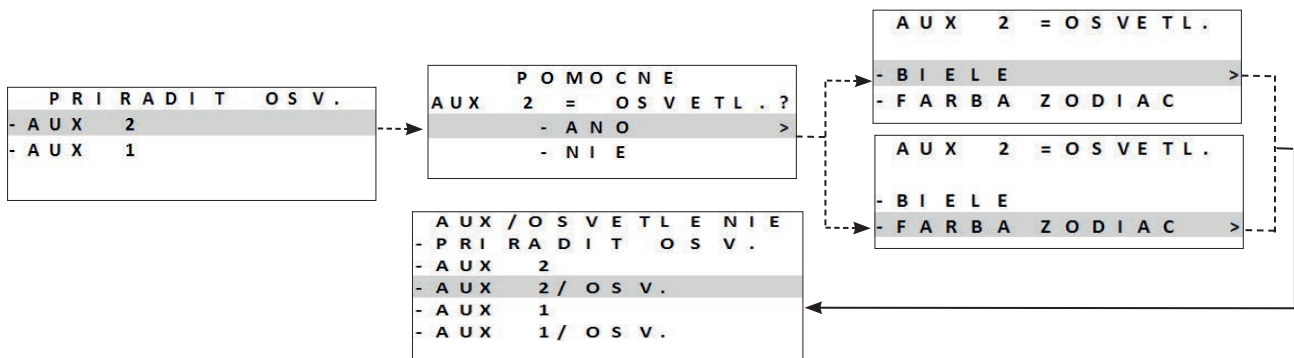 PRIRADIT OSV.
- AUX 2
- AUX 1
POMOCNE
AUX 2 = OSVETL.?
- ANO >
- NIE
AUX 2 =OSVETL.
- BIELE >
- FARBA ZODIAC
AUX 2 =OSVETL.
- BIELE
- FARBA ZODIAC >
AUX/OSVETLENIE
- PRIRADIT OSV.
- AUX 2
- AUX 2/ OSV.
- AUX 1
- AUX 1/ OSV.